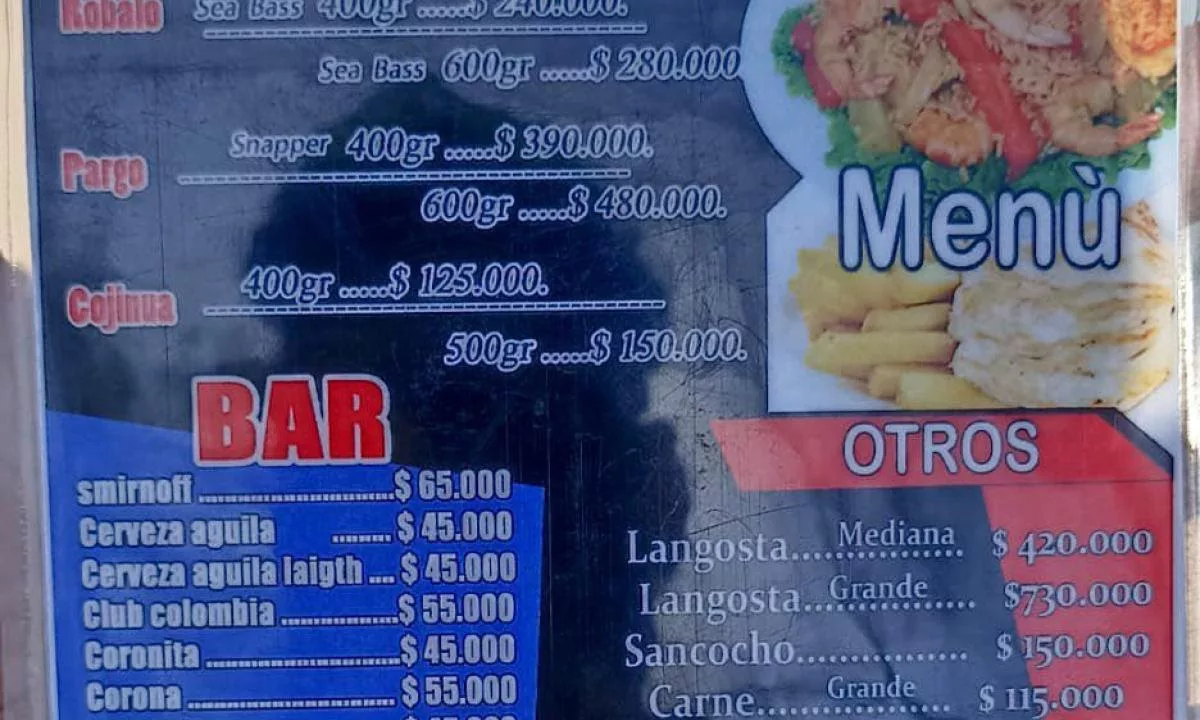 Robalo Sea Bass 400gr ......$ 240.000.
Sea Bass 600gr ......$ 280.000
Pargo Snapper 400gr ......$ 390.000.
600gr ......$ 480.000.
Cojinua 400gr ......$ 125.000.
500gr ......$ 150.000.
Menù
BAR
smirnoff ........................$ 65.000
Cerveza aguila ....... $ 45.000
Cerveza aguila laigth ... $ 45.000
Club colombia ................$ 55.000
Coronita ........................$ 45.000
Corona ...........................$ 55.000
OTROS
Langosta.... Mediana ............ $ 420.000
Langosta... Grande ............ $730.000
Sancocho................ $ 150.000
Carne.... Grande ............ $ 115.000